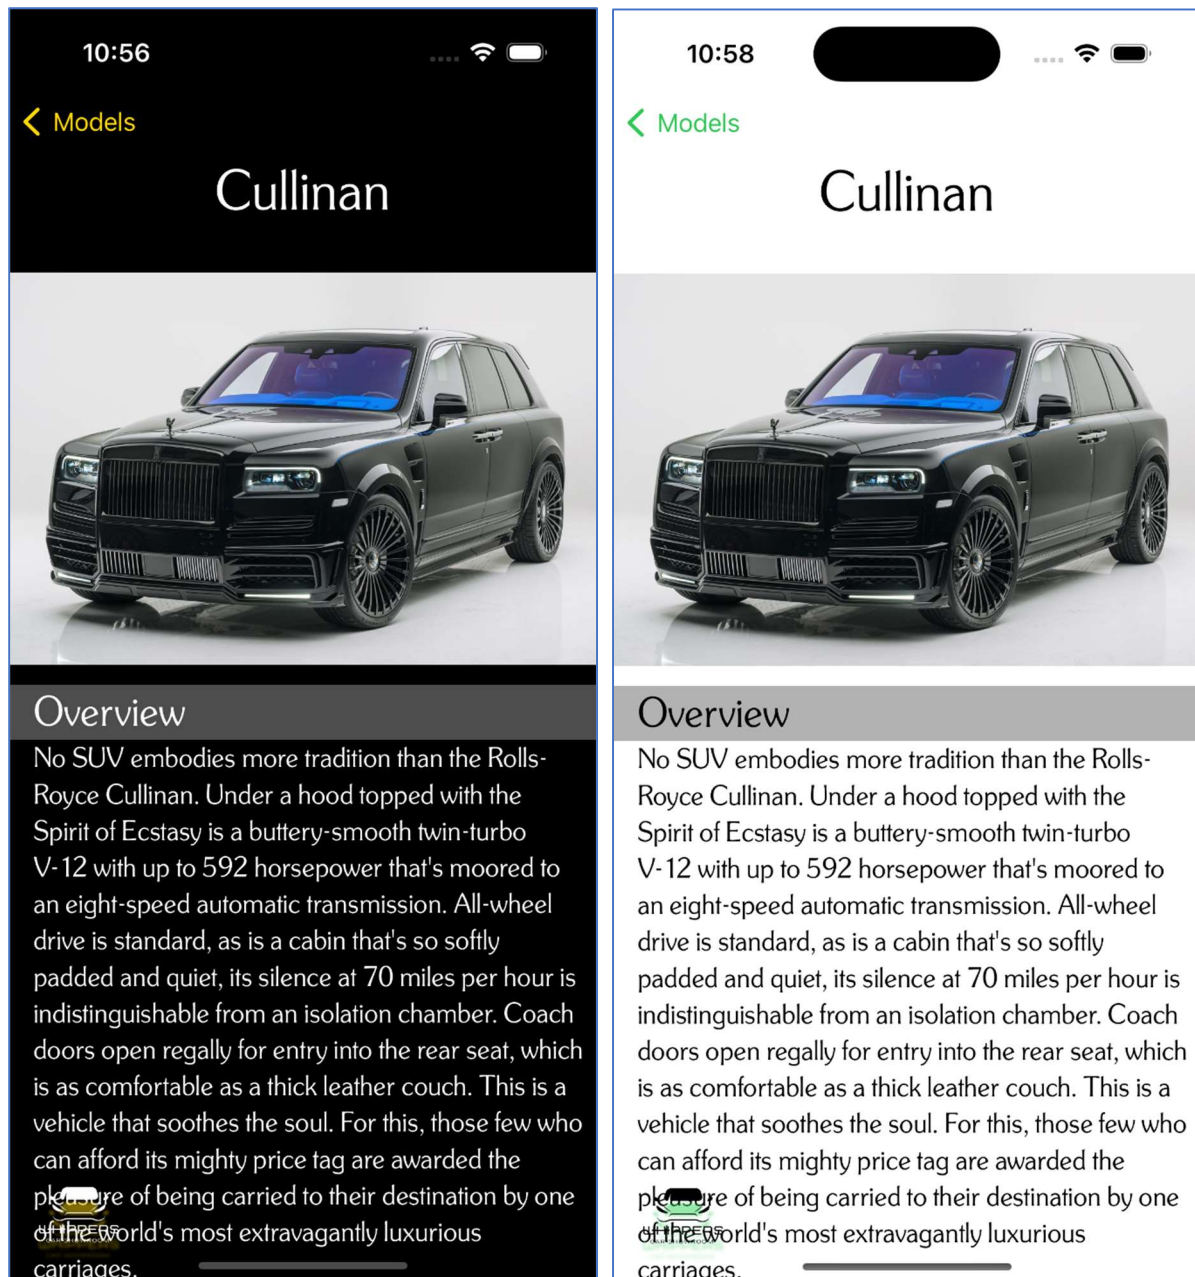 10:56
Models
Cullinan
Overview
No SUV embodies more tradition than the Rolls-
Royce Cullinan. Under a hood topped with the
Spirit of Ecstasy is a buttery-smooth twin-turbo
V-12 with up to 592 horsepower that's moored to
an eight-speed automatic transmission. All-wheel
drive is standard, as is a cabin that's so softly
padded and quiet, its silence at 70 miles per hour is
indistinguishable from an isolation chamber. Coach
doors open regally for entry into the rear seat, which
is as comfortable as a thick leather couch. This is a
vehicle that soothes the soul. For this, those few who
can afford its mighty price tag are awarded the
pleasure of being carried to their destination by one
of the world's most extravagantly luxurious
carriages.
10:58
Models
Cullinan
Overview
No SUV embodies more tradition than the Rolls-
Royce Cullinan. Under a hood topped with the
Spirit of Ecstasy is a buttery-smooth twin-turbo
V-12 with up to 592 horsepower that's moored to
an eight-speed automatic transmission. All-wheel
drive is standard, as is a cabin that's so softly
padded and quiet, its silence at 70 miles per hour is
indistinguishable from an isolation chamber. Coach
doors open regally for entry into the rear seat, which
is as comfortable as a thick leather couch. This is a
vehicle that soothes the soul. For this, those few who
can afford its mighty price tag are awarded the
pleasure of being carried to their destination by one
of the world's most extravagantly luxurious
carriages.